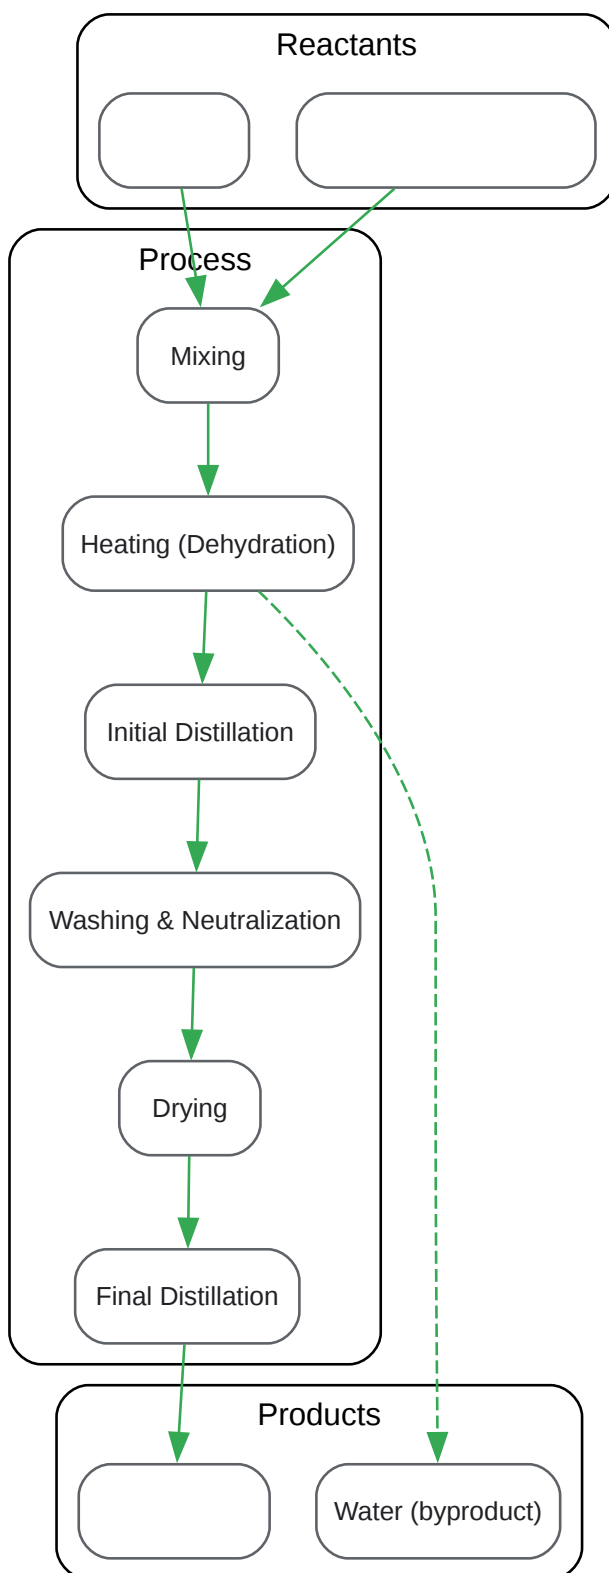 Reactants
Process
Mixing
Heating (Dehydration)
Initial Distillation
Washing & Neutralization
Drying
Final Distillation
Products
Water (byproduct)